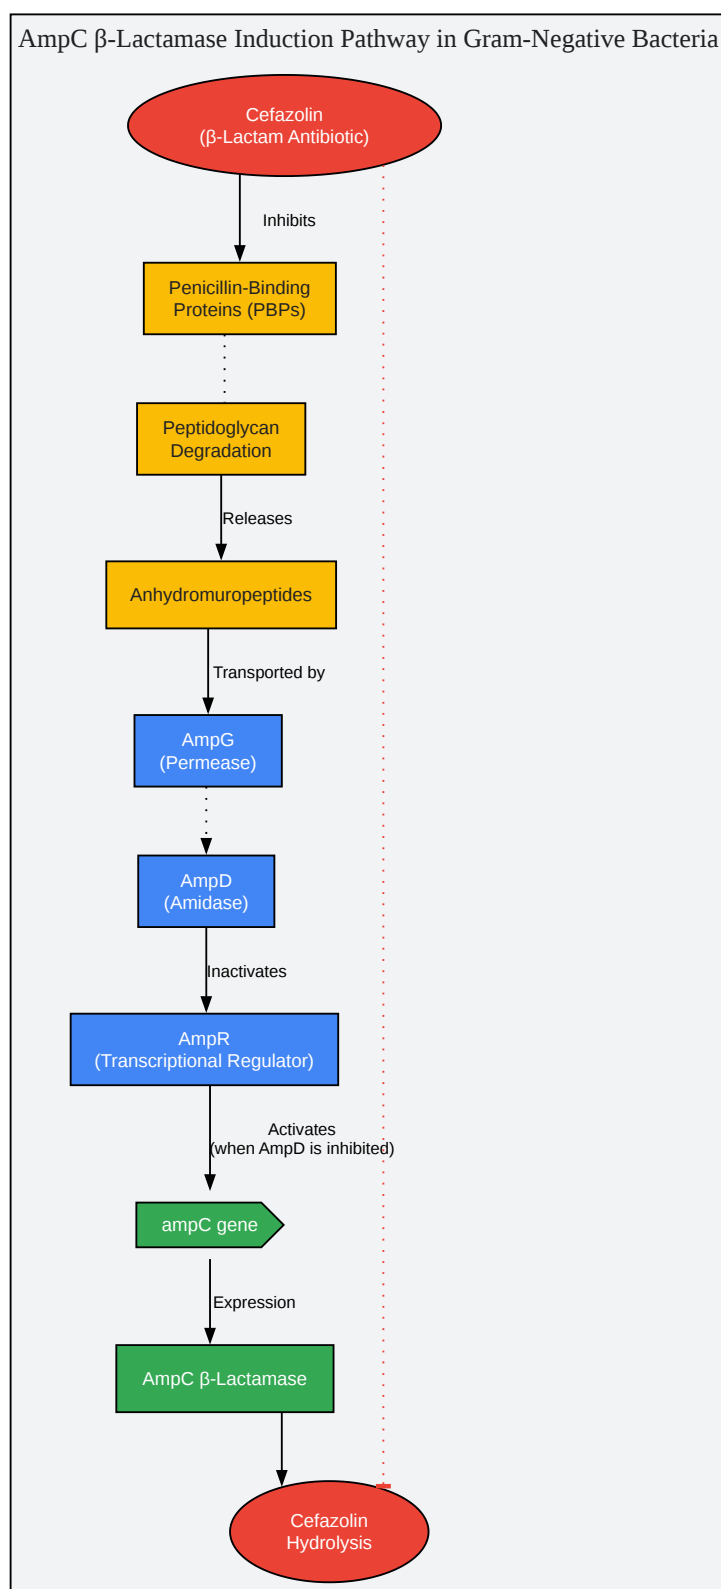 AmpC β-Lactamase Induction Pathway in Gram-Negative Bacteria
Cefazolin
(β-Lactam Antibiotic)
Inhibits
Penicillin-Binding
Proteins (PBPs)
Peptidoglycan
Degradation
Releases
Anhydromuropeptides
Transported by
AmpG
(Permease)
AmpD
(Amidase)
Inactivates
AmpR
(Transcriptional Regulator)
Activates
(when AmpD is inhibited)
ampC gene
Expression
AmpC β-Lactamase
Cefazolin
Hydrolysis